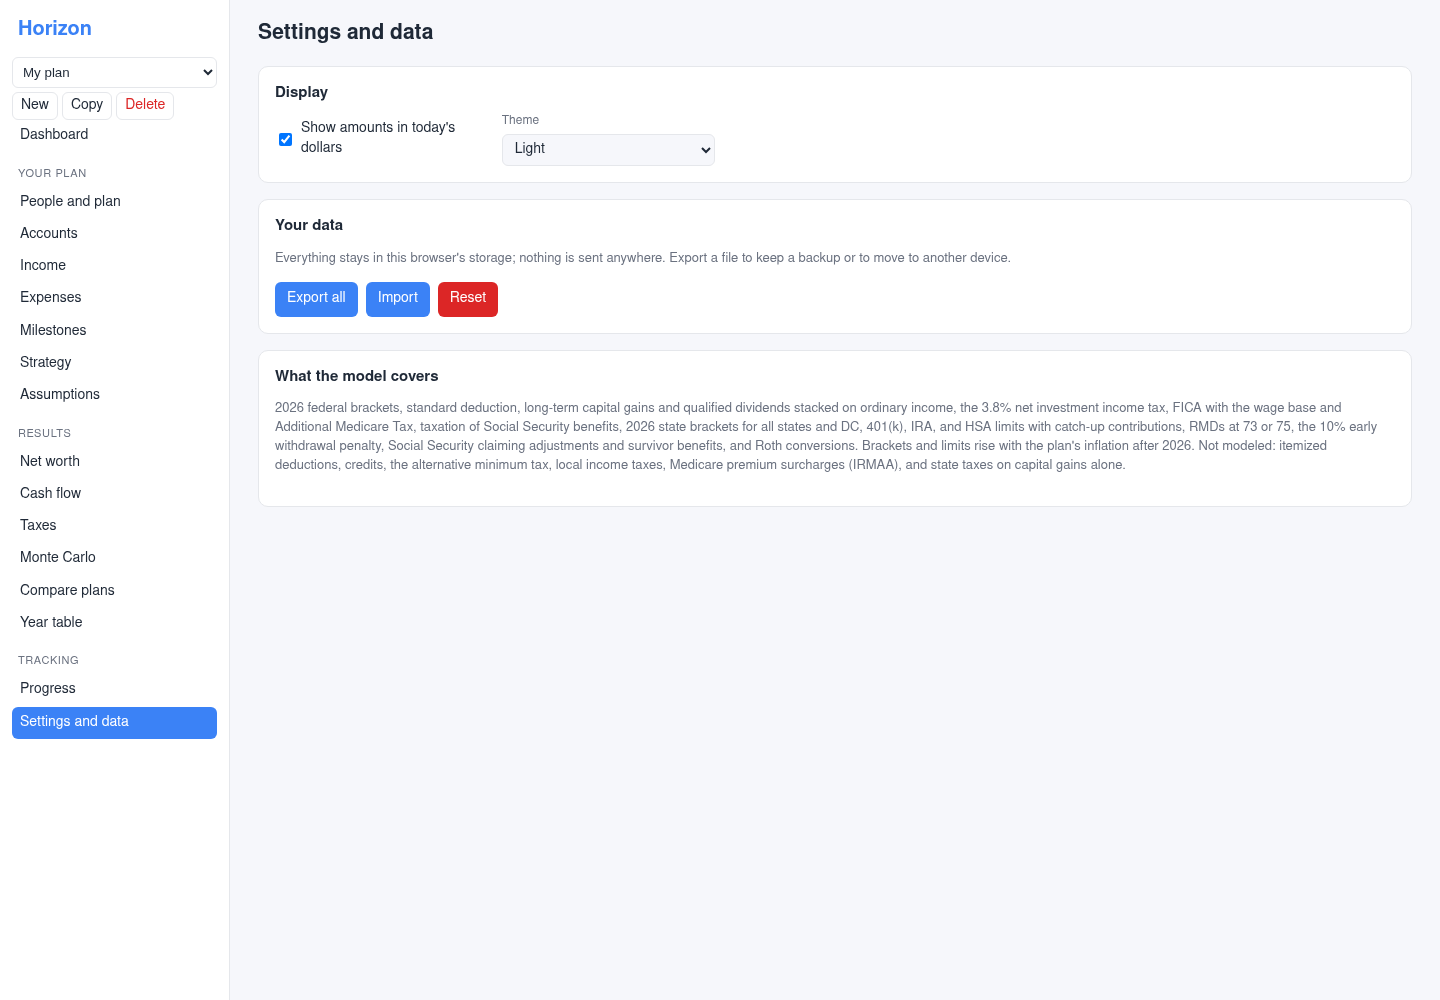 Horizon
My plan
New Copy Delete
Dashboard
YOUR PLAN
People and plan
Accounts
Income
Expenses
Milestones
Strategy
Assumptions
RESULTS
Net worth
Cash flow
Taxes
Monte Carlo
Compare plans
Year table
TRACKING
Progress
Settings and data
Settings and data
Display
Show amounts in today's
dollars
Theme
Light
Your data
Everything stays in this browser's storage; nothing is sent anywhere. Export a file to keep a backup or to move to another device.
Export all Import Reset
What the model covers
2026 federal brackets, standard deduction, long-term capital gains and qualified dividends stacked on ordinary income, the 3.8% net investment income tax, FICA with the wage base and
Additional Medicare Tax, taxation of Social Security benefits, 2026 state brackets for all states and DC, 401(k), IRA, and HSA limits with catch-up contributions, RMDs at 73 or 75, the 10% early
withdrawal penalty, Social Security claiming adjustments and survivor benefits, and Roth conversions. Brackets and limits rise with the plan's inflation after 2026. Not modeled: itemized
deductions, credits, the alternative minimum tax, local income taxes, Medicare premium surcharges (IRMAA), and state taxes on capital gains alone.